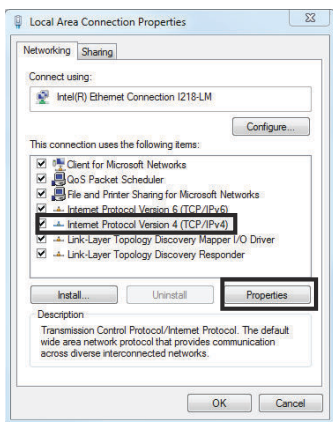 Local Area Connection Properties
Networking Sharing
Connect using:
Intel(R) Ethernet Connection I218-LM
Configure...
This connection uses the following items:
Client for Microsoft Networks
QoS Packet Scheduler
File and Printer Sharing for Microsoft Networks
Internet Protocol Version 6 (TCP/IPv6)
Internet Protocol Version 4 (TCP/IPv4)
Link-Layer Topology Discovery Mapper I/O Driver
Link-Layer Topology Discovery Responder
Install... Uninstall Properties
Description
Transmission Control Protocol/Internet Protocol. The default
wide area network protocol that provides communication
across diverse interconnected networks.
OK Cancel